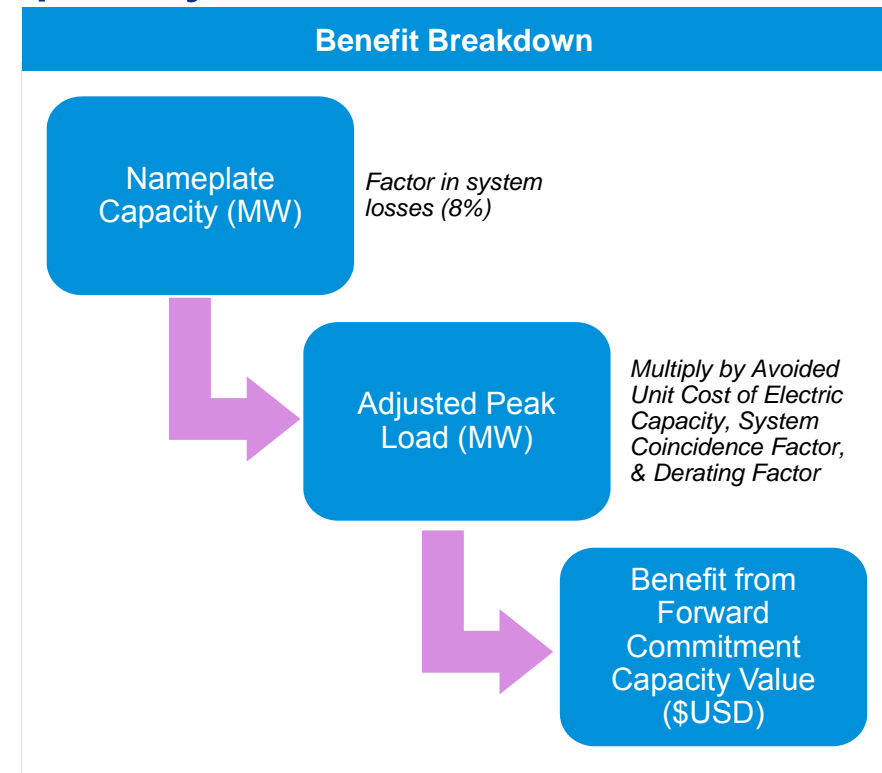 Benefit Breakdown
Nameplate
Capacity (MW)
Factor in system
losses (8%)
Adjusted Peak
Load (MW)
Multiply by Avoided
Unit Cost of Electric
Capacity, System
Coincidence Factor,
& Derating Factor
Benefit from
Forward
Commitment
Capacity Value
($USD)